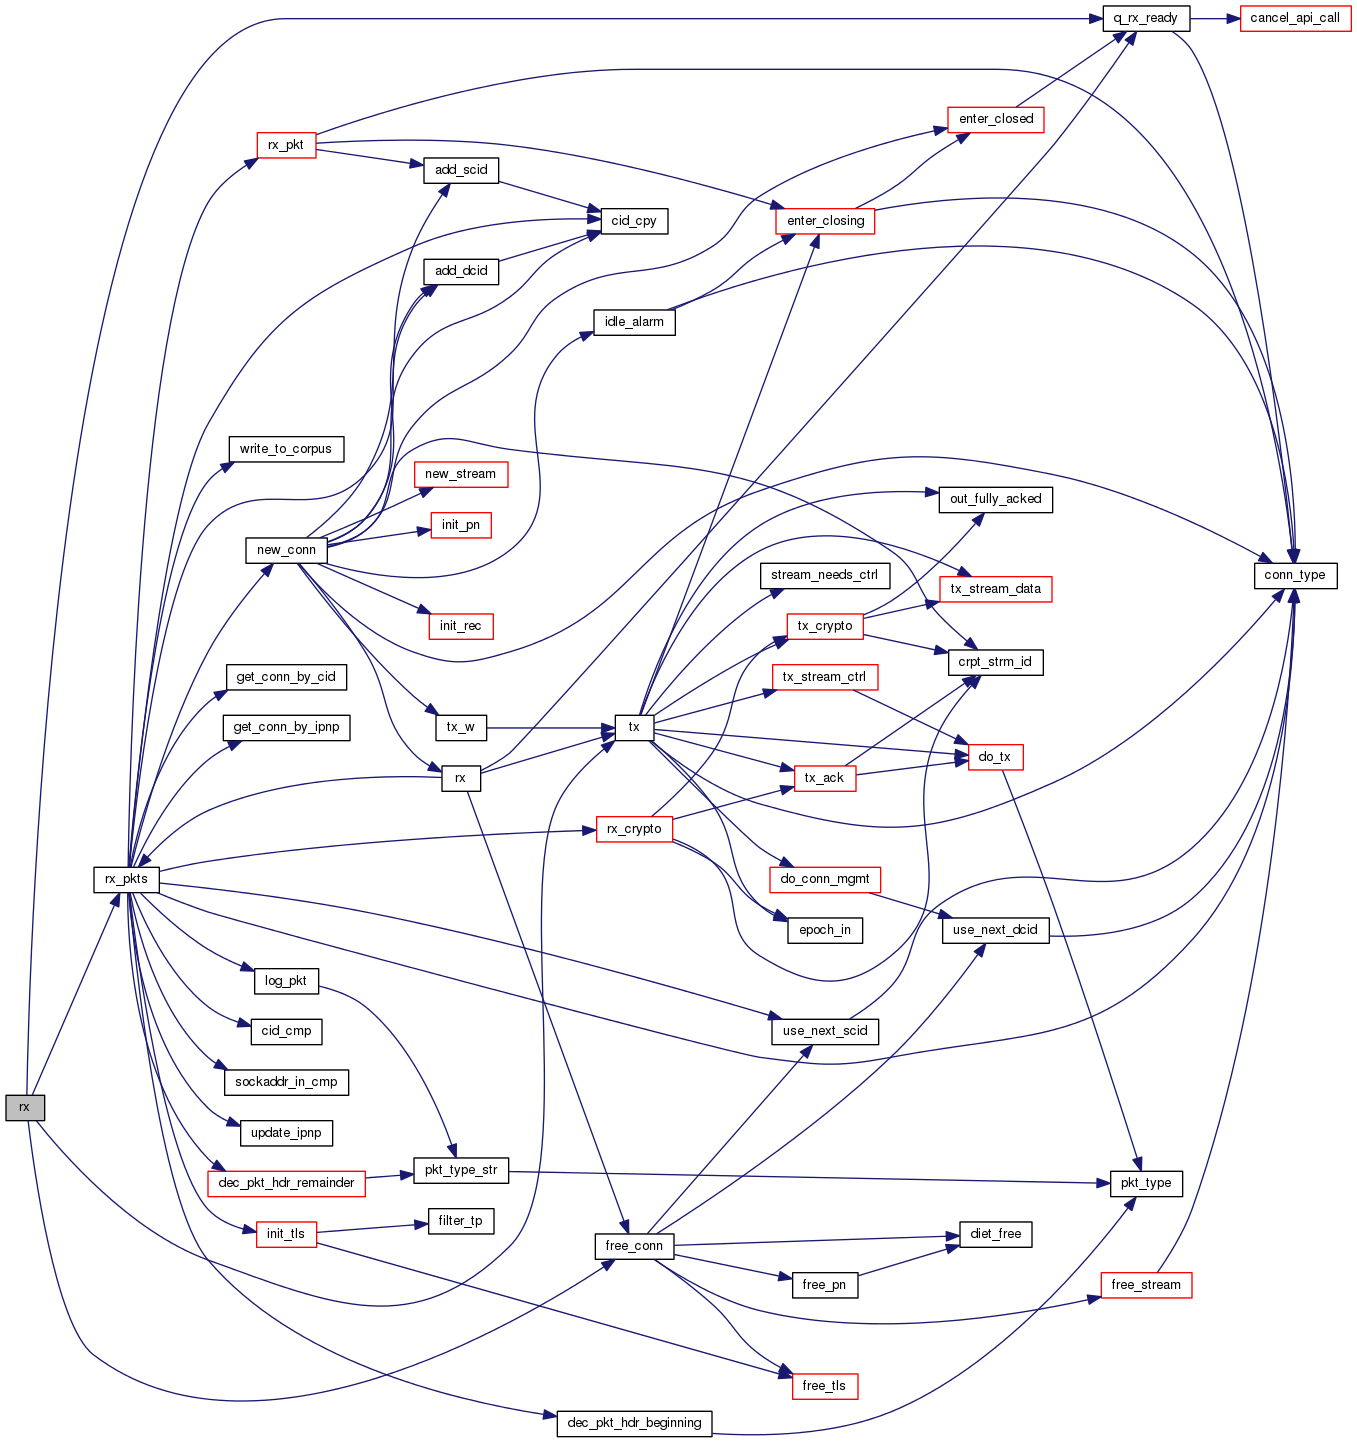 q_rx_ready
cancel_api_call
enter_closed
rx_pkt
add_scid
cid_cpy
enter_closing
add_dcid
idle_alarm
write_to_corpus
new_stream
out_fully_acked
init_pn
new_conn
stream_needs_ctrl
conn_type
tx_stream_data
init_rec
tx_crypto
crpt_strm_id
get_conn_by_cid
tx_stream_ctrl
get_conn_by_ipnp
tx_w
tx
do_tx
rx
tx_ack
rx_crypto
rx_pkts
do_conn_mgmt
epoch_in
use_next_dcid
log_pkt
cid_cmp
use_next_scid
sockaddr_in_cmp
rx
update_ipnp
pkt_type_str
dec_pkt_hdr_remainder
pkt_type
filter_tp
init_tls
diet_free
free_conn
free_pn
free_stream
free_tls
dec_pkt_hdr_beginning